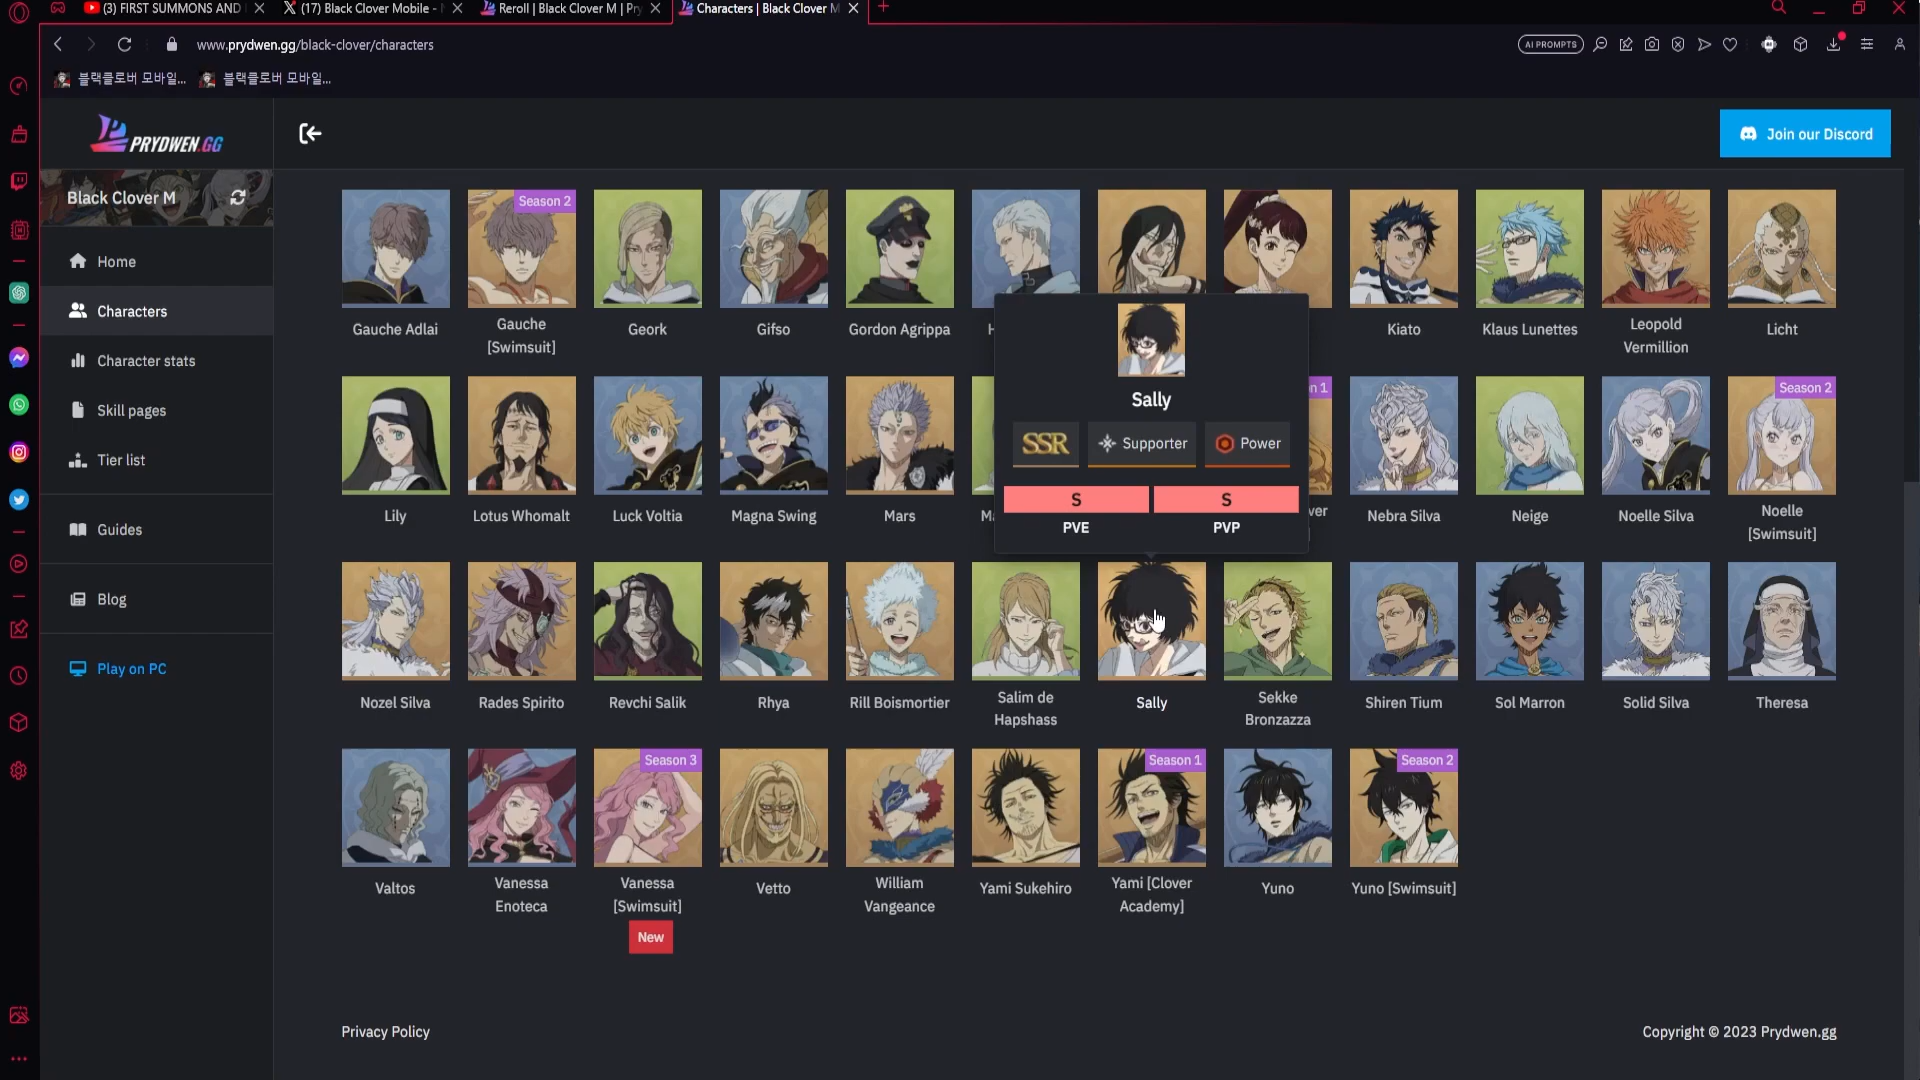 (3) FIRST SUMMONS AND
(17) Black Clover Mobile -
Reroll | Black Clover M | Pry
Characters | Black Clover M
www.prydwen.gg/black-clover/characters
AI PROMPTS
블랙클로버 모바일...
블랙클로버 모바일...
PRYDWEN.GG
Join our Discord
Black Clover M
Home
Characters
Character stats
Skill pages
Tier list
Guides
Blog
Play on PC
Season 2
Gauche Adlai
Gauche
[Swimsuit]
Geork
Gifso
Gordon Agrippa
H
Kiato
Klaus Lunettes
Leopold
Vermillion
Licht
Sally
SSR
Supporter
Power
S
S
PVE
PVP
n 1
Season 2
Lily
Lotus Whomalt
Luck Voltia
Magna Swing
Mars
Ma
ver
]
Nebra Silva
Neige
Noelle Silva
Noelle
[Swimsuit]
Nozel Silva
Rades Spirito
Revchi Salik
Rhya
Rill Boismortier
Salim de
Hapshass
Sally
Sekke
Bronzazza
Shiren Tium
Sol Marron
Solid Silva
Theresa
Season 3
Season 1
Season 2
Valtos
Vanessa
Enoteca
Vanessa
[Swimsuit]
New
Vetto
William
Vangeance
Yami Sukehiro
Yami [Clover
Academy]
Yuno
Yuno [Swimsuit]
Privacy Policy
Copyright © 2023 Prydwen.gg